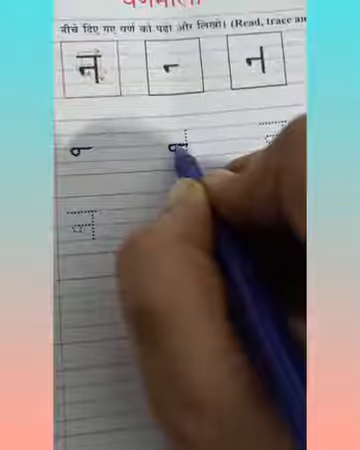 वर्णमाला
नीचे दिए गए वर्ण को पढ़ो और लिखो। (Read, trace an
न
न